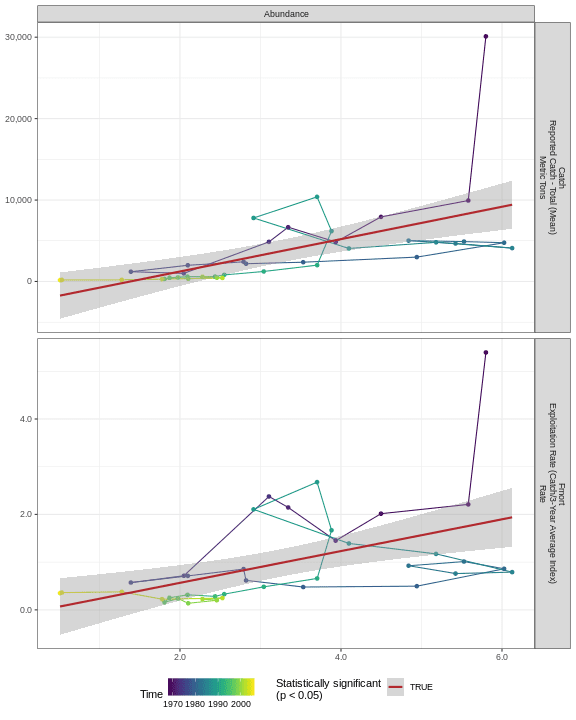 Abundance
30,000
20,000
10,000
0
Catch
Reported Catch - Total (Mean)
Metric Tons
4.0
2.0
0.0
Fmort
Exploitation Rate (Catch/3-Year Average Index)
Rate
2.0 4.0 6.0
Time
1970 1980 1990 2000
Statistically significant
(p < 0.05)
TRUE